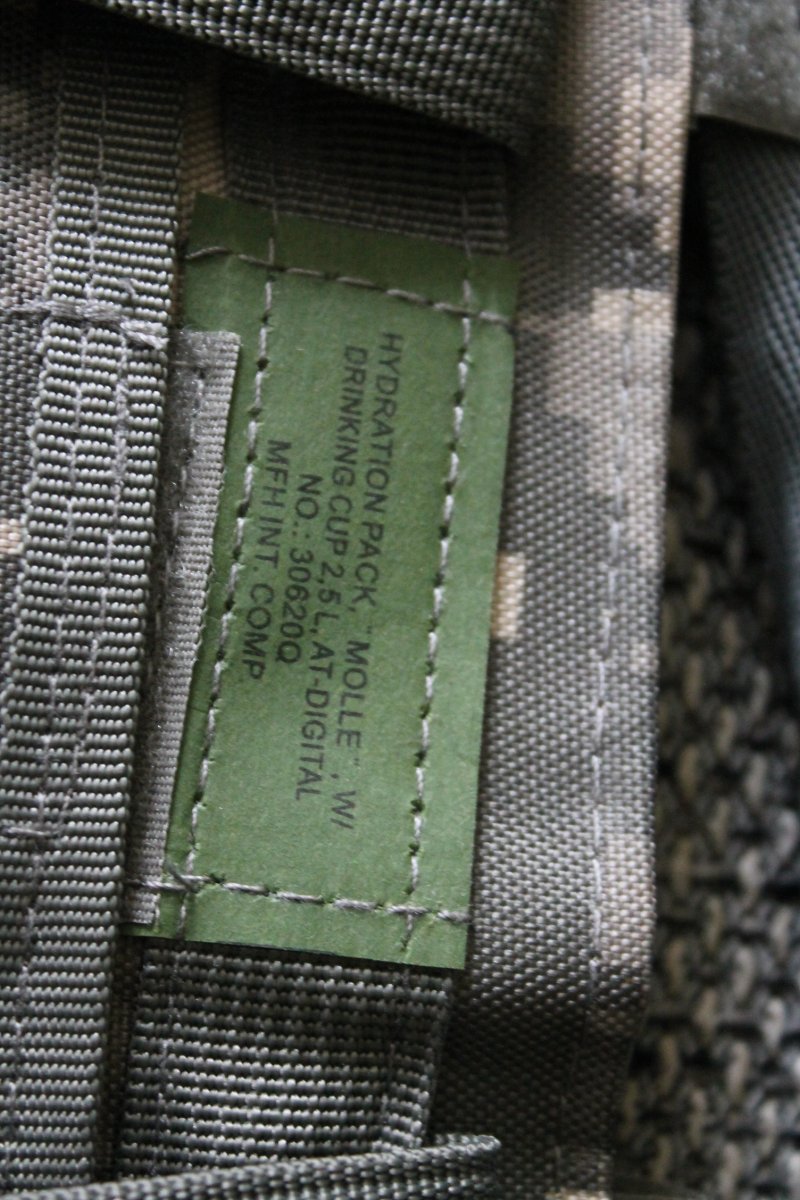 HYDRATION PACK, "MOLLE", W/
DRINKING CUP 2,5 L, AT-DIGITAL
NO.: 30620Q
MFH INT. COMP